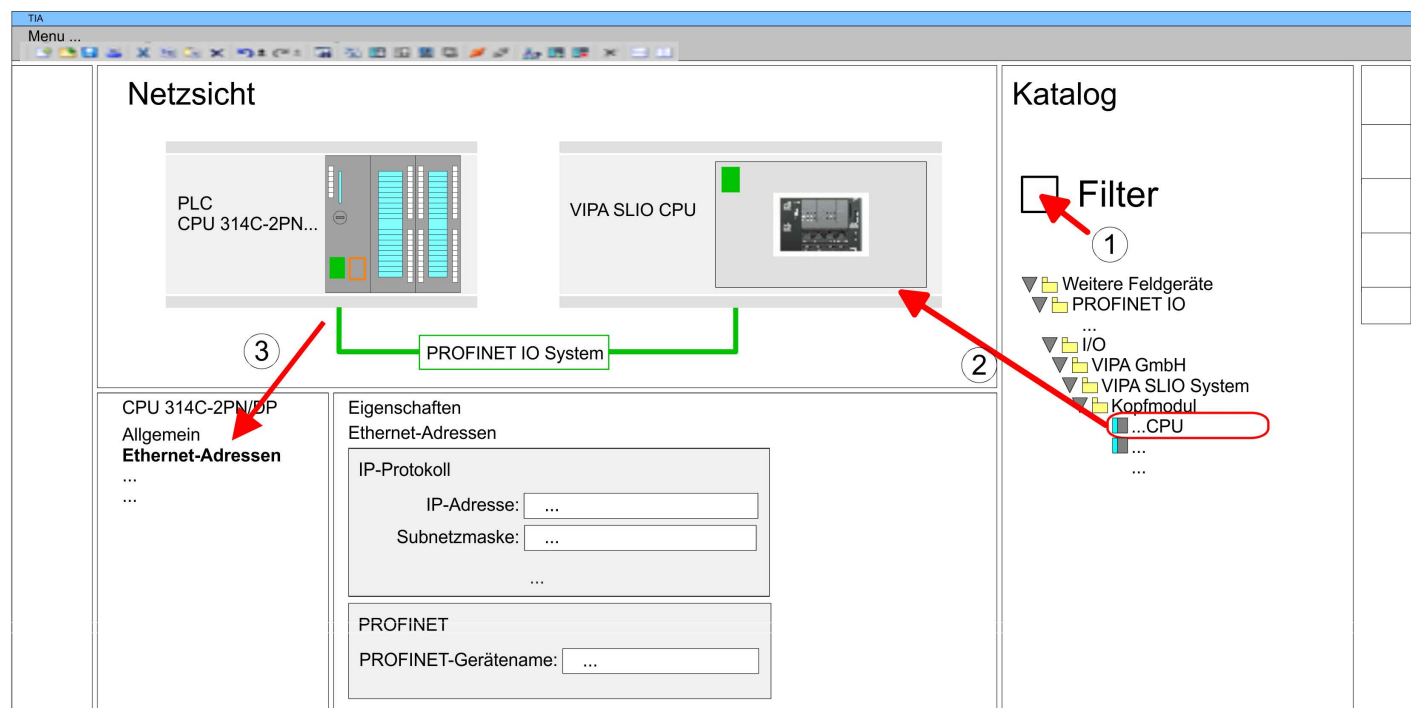 TIA
Menu ...
Netzsicht
PLC
CPU 314C-2PN...
VIPA SLIO CPU
PROFINET IO System
3
2
Katalog
Filter
1
Weitere Feldgeräte
PROFINET IO
...
I/O
VIPA GmbH
VIPA SLIO System
Kopfmodul
...CPU
...
...
CPU 314C-2PN/DP
Allgemein
Ethernet-Adressen
...
...
Eigenschaften
Ethernet-Adressen
IP-Protokoll
IP-Adresse: ...
Subnetzmaske: ...
...
PROFINET
PROFINET-Gerätename: ...